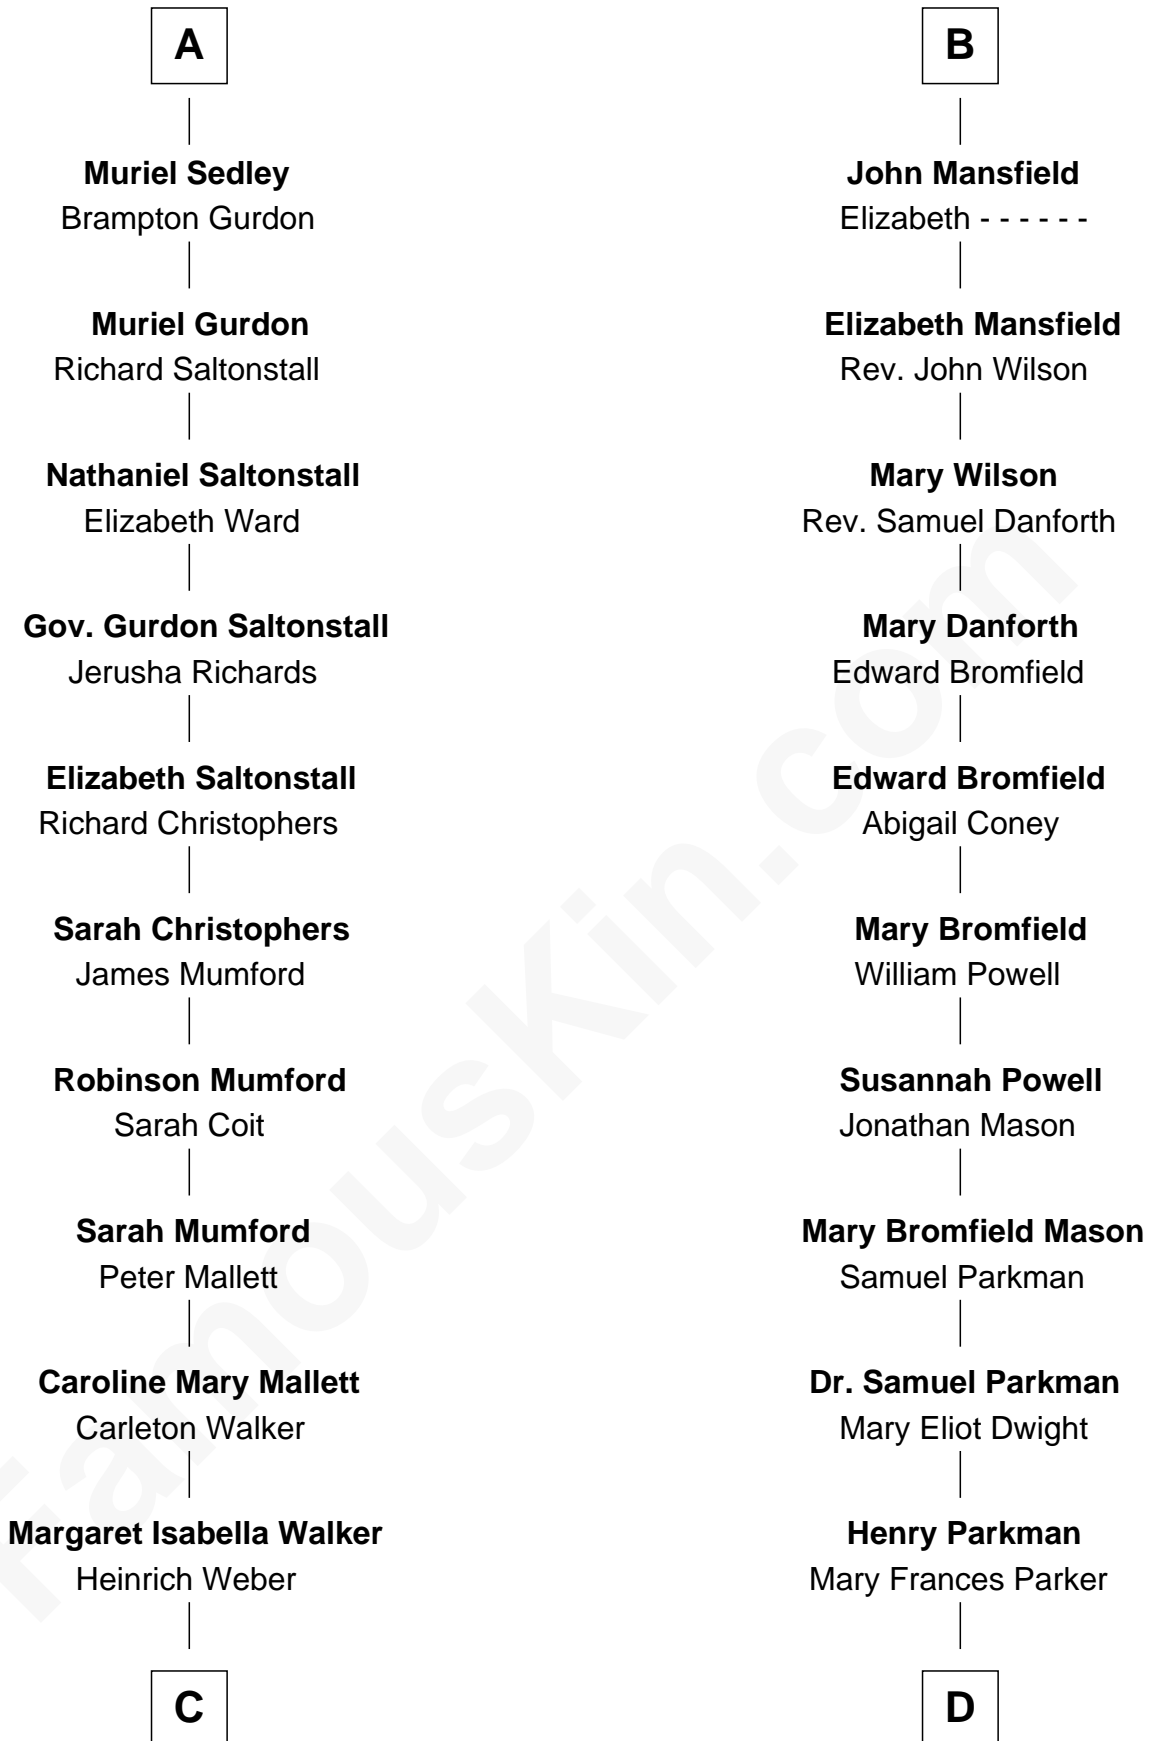 A
Muriel Sedley
Brampton Gurdon
Muriel Gurdon
Richard Saltonstall
Nathaniel Saltonstall
Elizabeth Ward
Gov. Gurdon Saltonstall
Jerusha Richards
Elizabeth Saltonstall
Richard Christophers
Sarah Christophers
James Mumford
Robinson Mumford
Sarah Coit
Sarah Mumford
Peter Mallett
Caroline Mary Mallett
Carleton Walker
Margaret Isabella Walker
Heinrich Weber
C
B
John Mansfield
Elizabeth - - - - - -
Elizabeth Mansfield
Rev. John Wilson
Mary Wilson
Rev. Samuel Danforth
Mary Danforth
Edward Bromfield
Edward Bromfield
Abigail Coney
Mary Bromfield
William Powell
Susannah Powell
Jonathan Mason
Mary Bromfield Mason
Samuel Parkman
Dr. Samuel Parkman
Mary Eliot Dwight
Henry Parkman
Mary Frances Parker
D
FamousKin.com